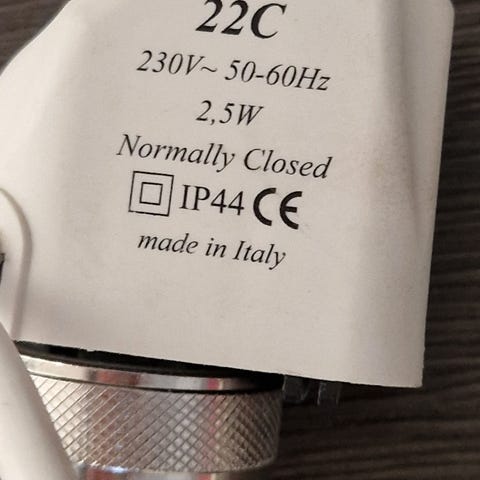 22C
230V~ 50-60Hz
2,5W
Normally Closed
IP44 CE
made in Italy